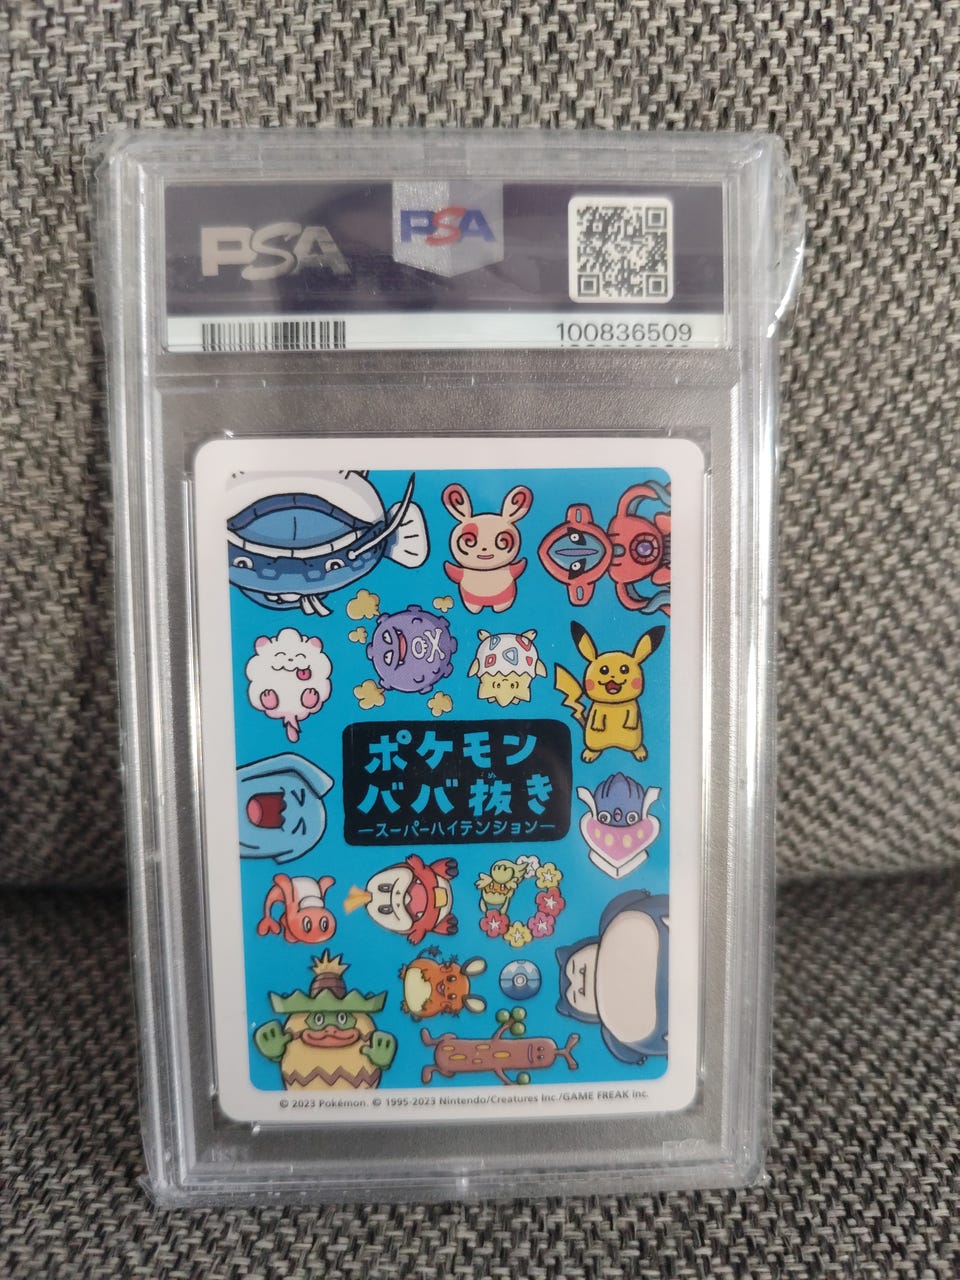 PSA
PSA
100836509
ポケモン
ババ抜き
め
ースーパーハイテンションー
© 2023 Pokémon. © 1995-2023 Nintendo/Creatures Inc./GAME FREAK inc.